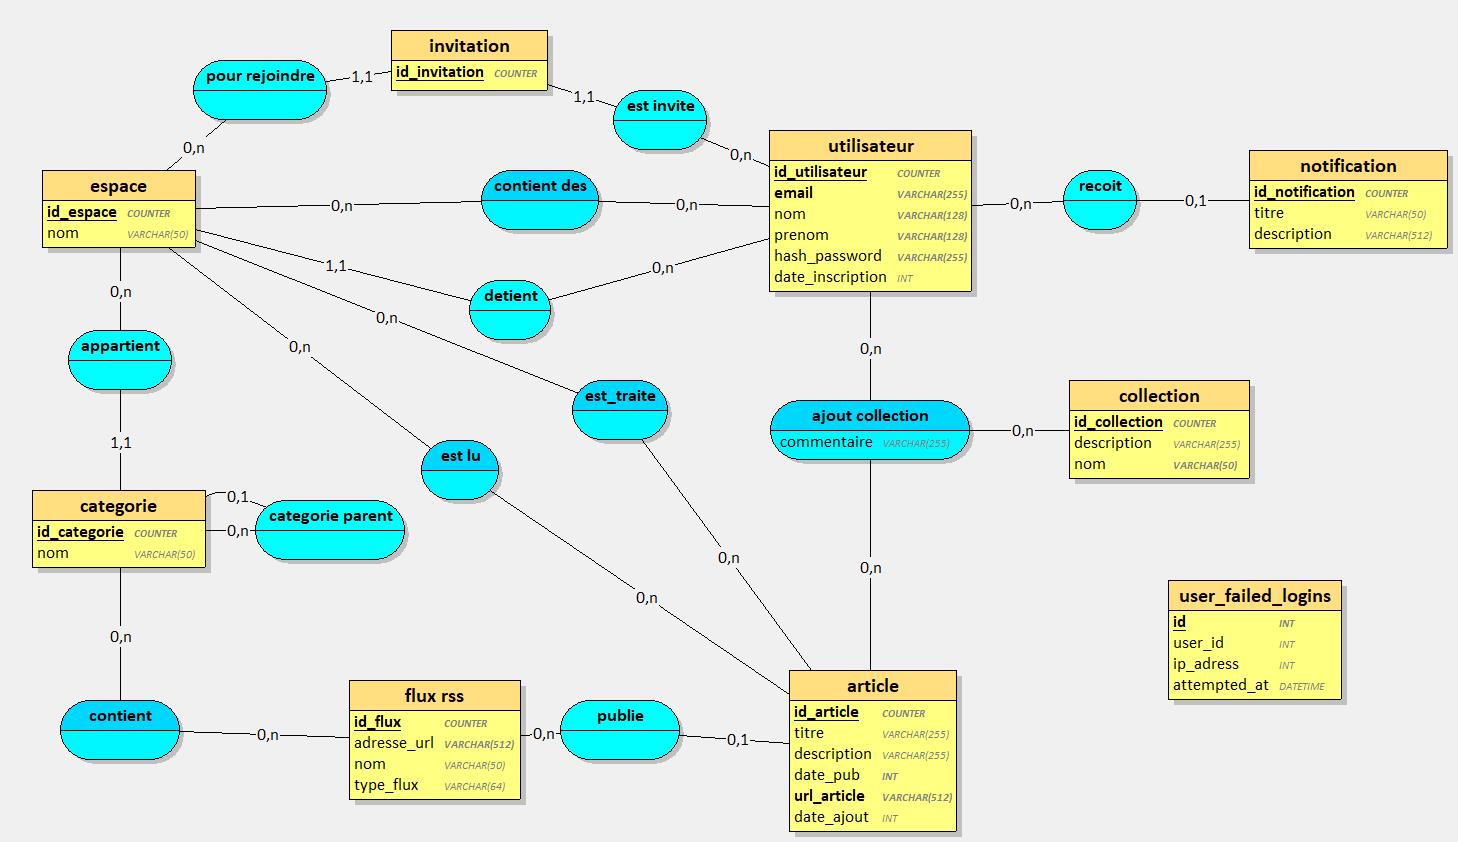 invitation
id_invitation COUNTER
pour rejoindre
1,1
1,1
est invite
0,n
0,n
utilisateur
id_utilisateur COUNTER
email VARCHAR(255)
nom VARCHAR(128)
prenom VARCHAR(128)
hash_password VARCHAR(255)
date_inscription INT
notification
id_notification COUNTER
titre VARCHAR(50)
description VARCHAR(512)
recoit
0,n
0,1
espace
id_espace COUNTER
nom VARCHAR(50)
contient des
0,n
0,n
1,1
0,n
detient
0,n
0,n
0,n
appartient
est_traite
0,n
ajout collection
commentaire VARCHAR(255)
0,n
collection
id_collection COUNTER
description VARCHAR(255)
nom VARCHAR(50)
1,1
est lu
categorie
id_categorie COUNTER
nom VARCHAR(50)
0,1
0,n
categorie parent
0,n
0,n
0,n
user_failed_logins
id INT
user_id INT
ip_adress INT
attempted_at DATETIME
0,n
contient
0,n
flux rss
id_flux COUNTER
adresse_url VARCHAR(512)
nom VARCHAR(50)
type_flux VARCHAR(64)
0,n
publie
0,1
article
id_article COUNTER
titre VARCHAR(255)
description VARCHAR(255)
date_pub INT
url_article VARCHAR(512)
date_ajout INT